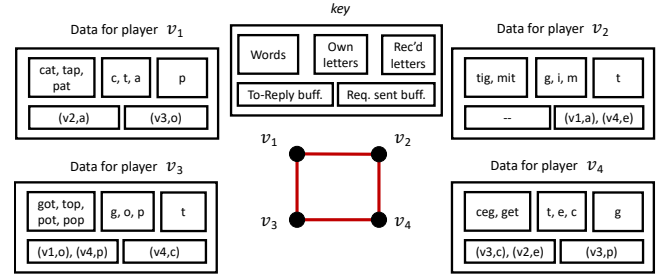 key
Data for player v1
cat, tap, pat
c, t, a
p
(v2,a)
(v3,o)
Words
Own letters
Rec'd letters
To-Reply buff.
Req. sent buff.
Data for player v2
tig, mit
g, i, m
t
--
(v1,a), (v4,e)
v1
v2
v3
v4
Data for player v3
got, top, pot, pop
g, o, p
t
(v1,o), (v4,p)
(v4,c)
Data for player v4
ceg, get
t, e, c
g
(v3,c), (v2,e)
(v3,p)